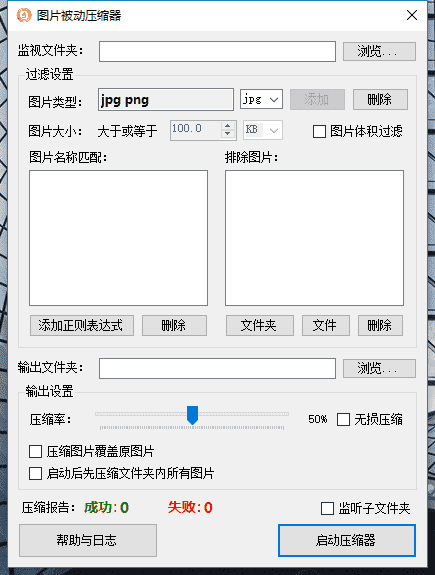 图片被动压缩器
监视文件夹： 浏览...
过滤设置
图片类型： jpg png jpg 添加 删除
图片大小： 大于或等于 100.0 KB 图片体积过滤
图片名称匹配： 排除图片：
添加正则表达式 删除 文件夹 文件 删除
输出文件夹： 浏览...
输出设置
压缩率： 50% 无损压缩
压缩图片覆盖原图片
启动后先压缩文件夹内所有图片
压缩报告： 成功:0 失败:0 监听子文件夹
帮助与日志 启动压缩器